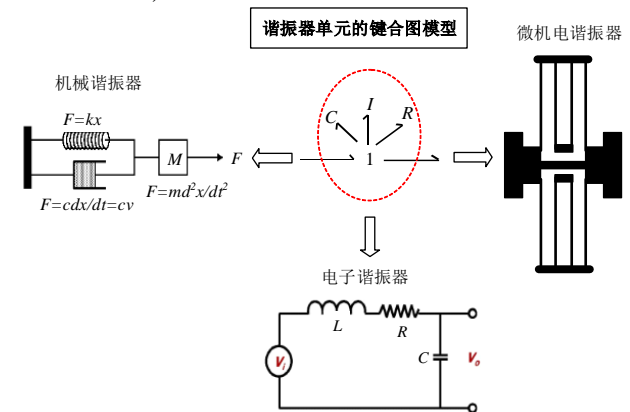 谐振器单元的键合图模型
微机电谐振器
机械谐振器
F=kx
M
F
F=md²x/dt²
F=cdx/dt=cv
C
I
R
1
电子谐振器
L
R
C
Vi
Vo